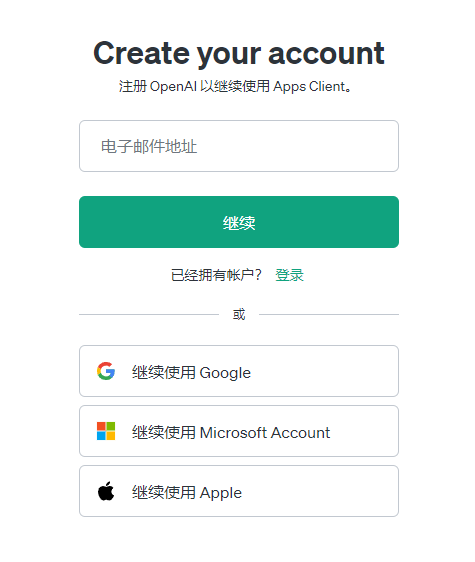 Create your account
注册 OpenAI 以继续使用 Apps Client。
电子邮件地址
继续
已经拥有帐户？ 登录
或
继续使用 Google
继续使用 Microsoft Account
继续使用 Apple